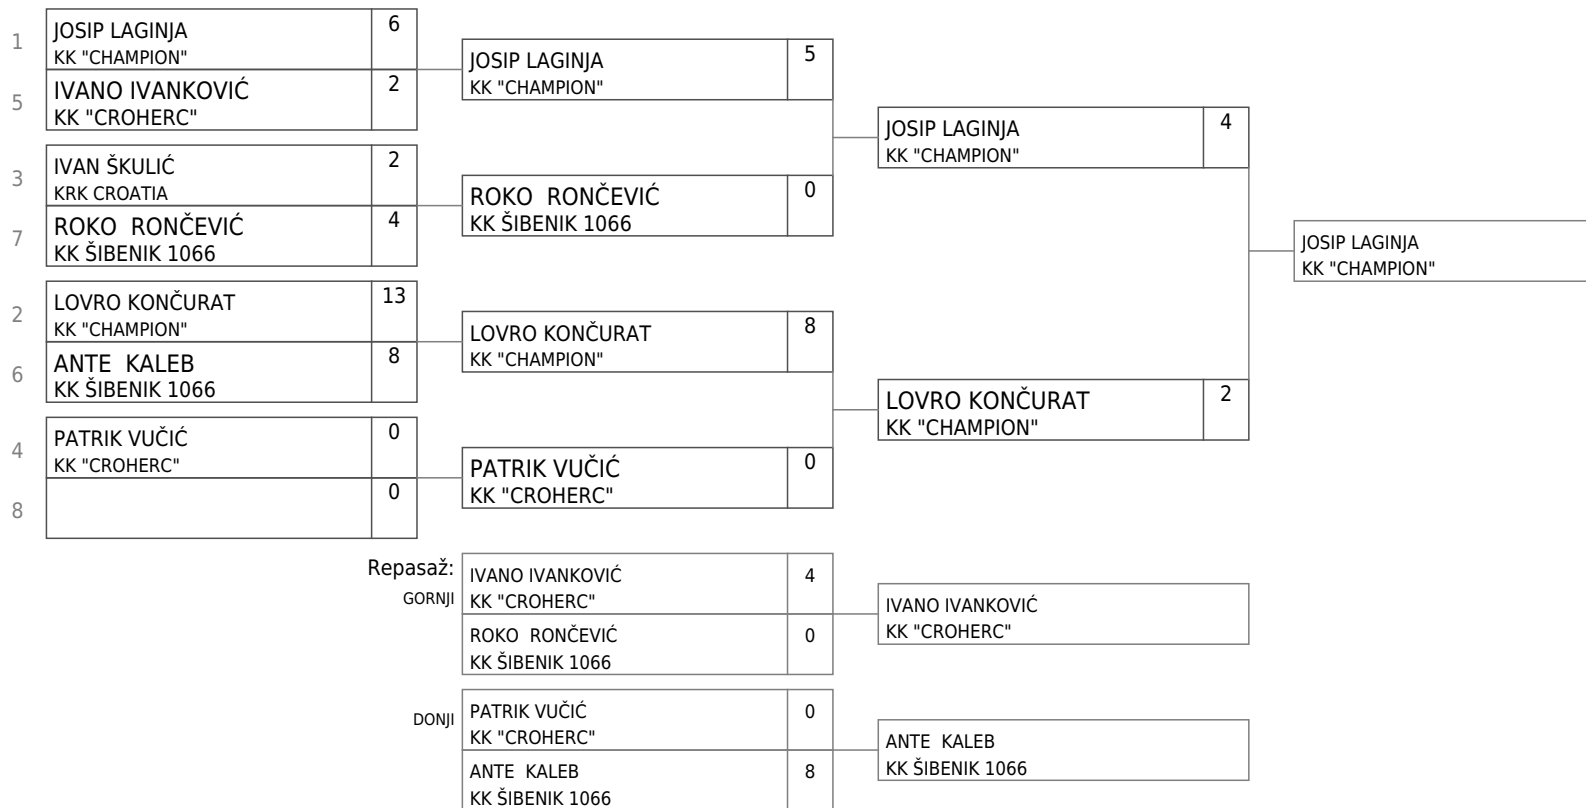 1
JOSIP LAGINJA
KK "CHAMPION"
6
5
IVANO IVANKOVIĆ
KK "CROHERC"
2
3
IVAN ŠKULIĆ
KRK CROATIA
2
7
ROKO  RONČEVIĆ
KK ŠIBENIK 1066
4
2
LOVRO KONČURAT
KK "CHAMPION"
13
6
ANTE  KALEB
KK ŠIBENIK 1066
8
4
PATRIK VUČIĆ
KK "CROHERC"
0
8
0
JOSIP LAGINJA
KK "CHAMPION"
5
ROKO  RONČEVIĆ
KK ŠIBENIK 1066
0
LOVRO KONČURAT
KK "CHAMPION"
8
PATRIK VUČIĆ
KK "CROHERC"
0
JOSIP LAGINJA
KK "CHAMPION"
4
LOVRO KONČURAT
KK "CHAMPION"
2
JOSIP LAGINJA
KK "CHAMPION"
Repasaž:
GORNJI
IVANO IVANKOVIĆ
KK "CROHERC"
4
ROKO  RONČEVIĆ
KK ŠIBENIK 1066
0
IVANO IVANKOVIĆ
KK "CROHERC"
DONJI
PATRIK VUČIĆ
KK "CROHERC"
0
ANTE  KALEB
KK ŠIBENIK 1066
8
ANTE  KALEB
KK ŠIBENIK 1066